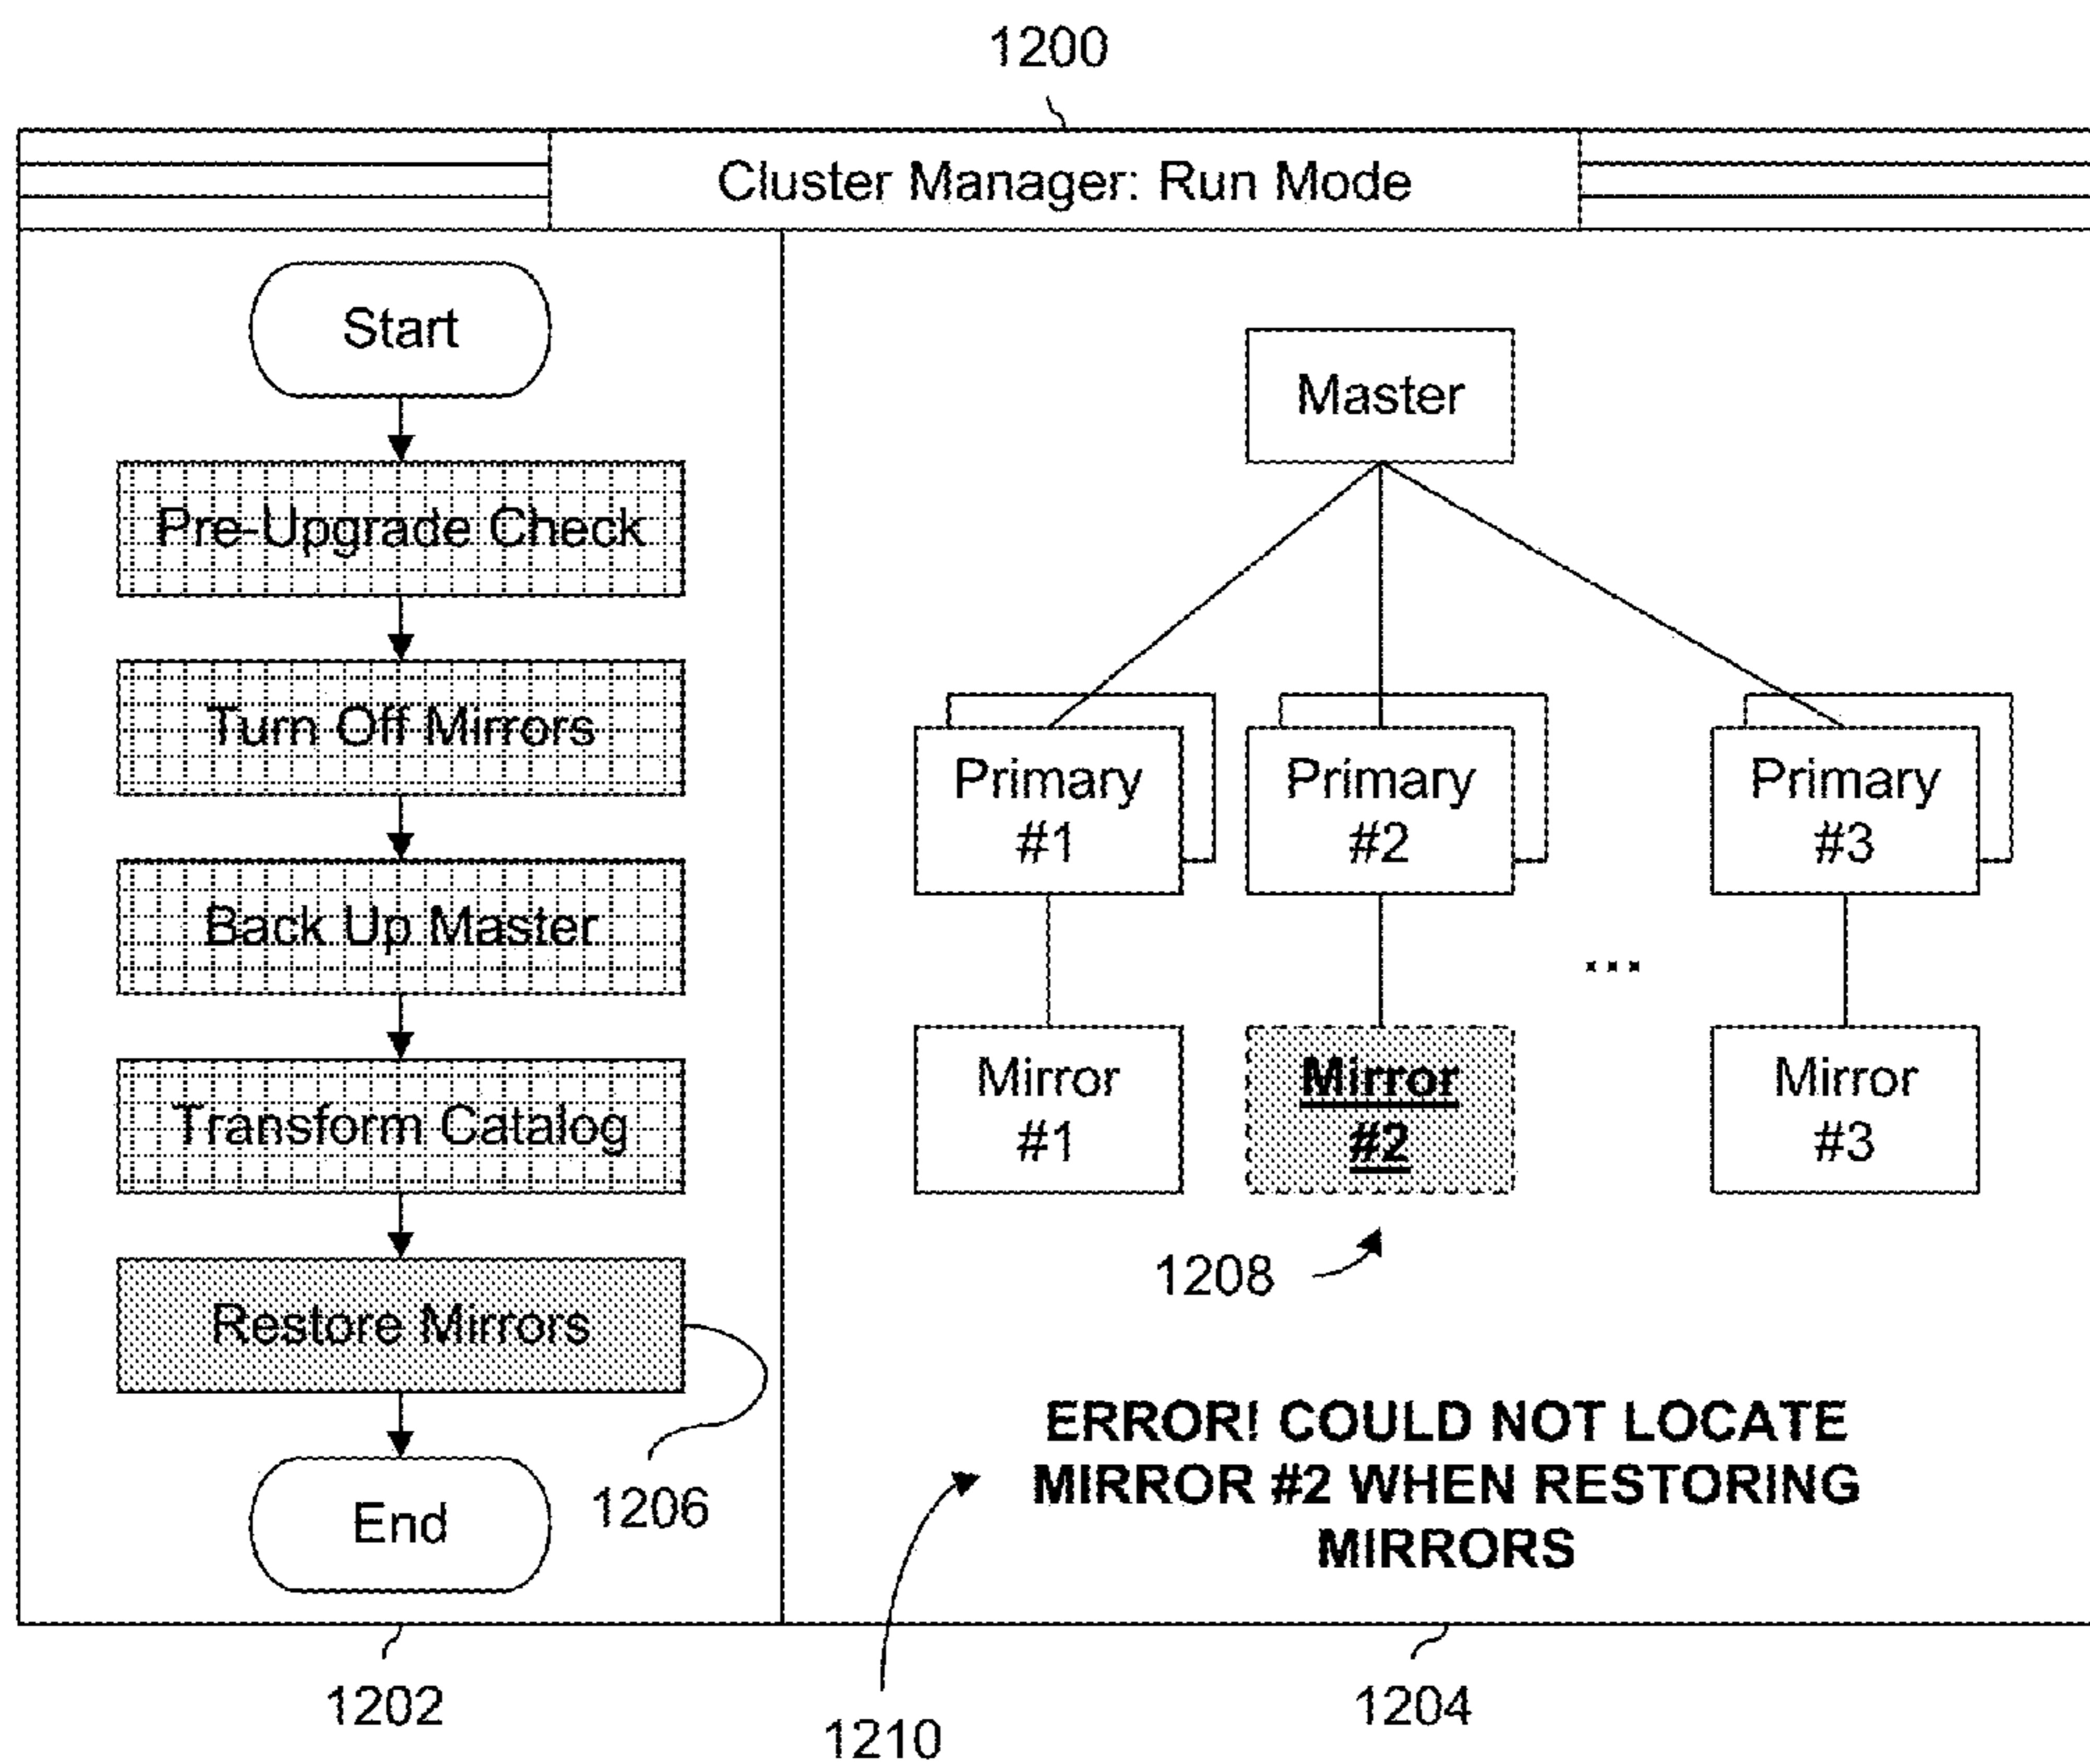 1200
Cluster Manager: Run Mode
Start
Pre-Upgrade Check
Turn Off Mirrors
Back Up Master
Transform Catalog
Restore Mirrors
End
1206
1202
Master
Primary
#1
Primary
#2
Primary
#3
...
Mirror
#1
Mirror
#2
Mirror
#3
1208
ERROR! COULD NOT LOCATE
MIRROR #2 WHEN RESTORING
MIRRORS
1210
1204